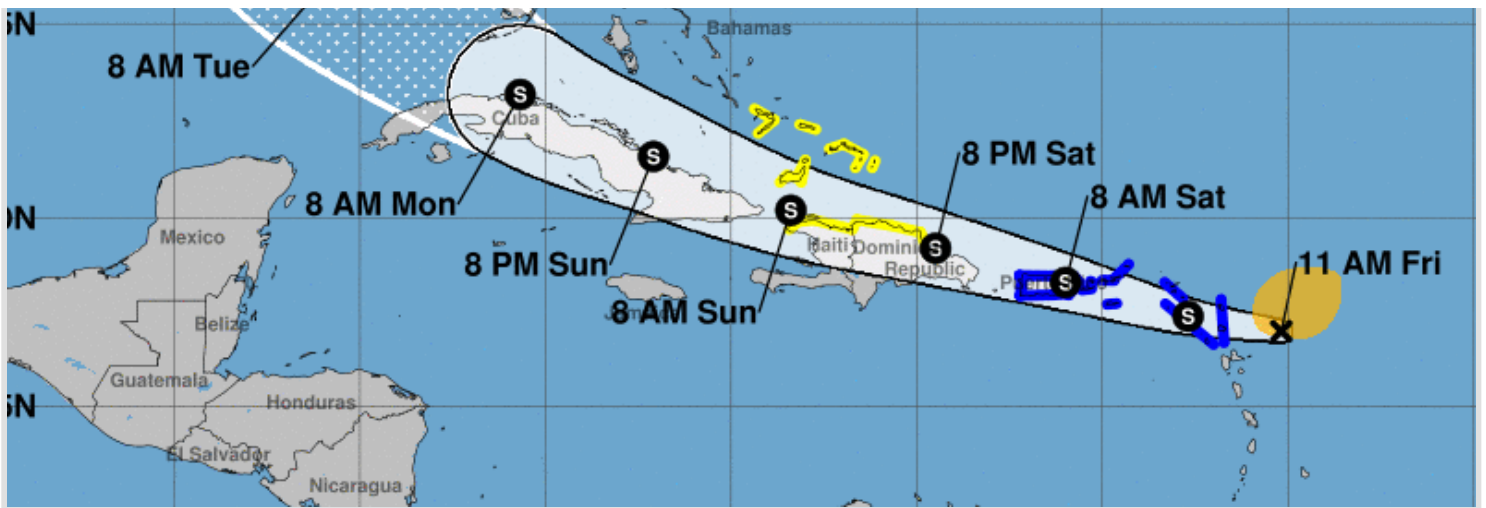 5N
Bahamas
8 AM Tue
S
Cuba
S
8 PM Sat
8 AM Sat
8 AM Mon
S
0N
Mexico
Haiti
Domini
S
Republic
8 PM Sun
11 AM Fri
S
8 AM Sun
S
X
Belize
Guatemala
5N
Honduras
El Salvador
Nicaragua